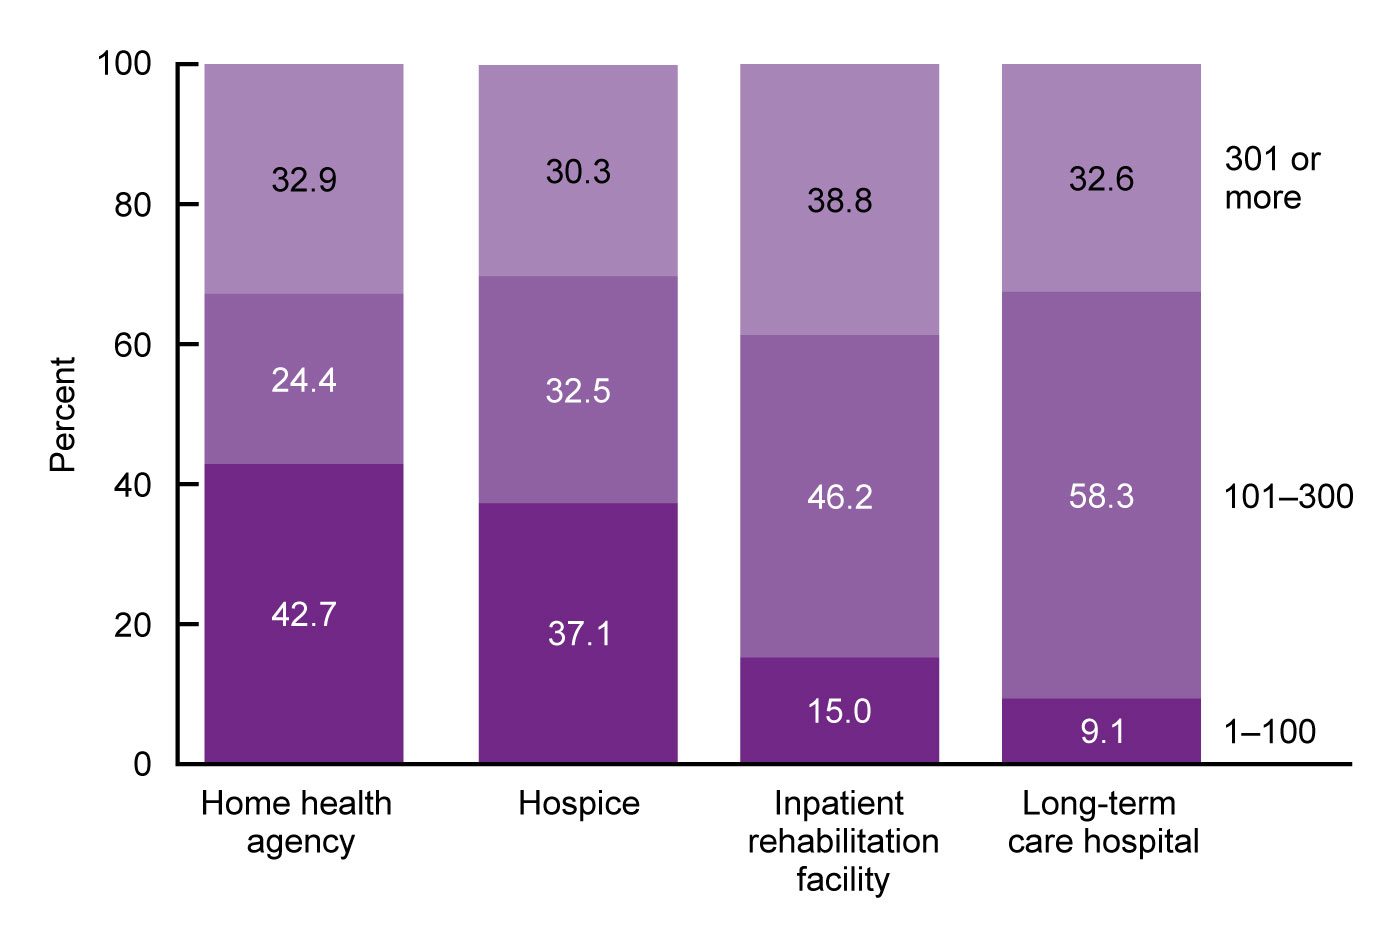 100
80
60
40
20
0
Percent
32.9
24.4
42.7
30.3
32.5
37.1
38.8
46.2
15.0
32.6
58.3
9.1
301 or
more
101–300
1–100
Home health
agency
Hospice
Inpatient
rehabilitation
facility
Long-term
care hospital